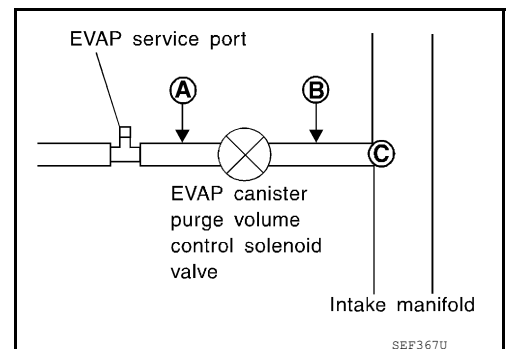 EVAP service port
A
B
C
EVAP canister
purge volume
control solenoid
valve
Intake manifold
SEF367U